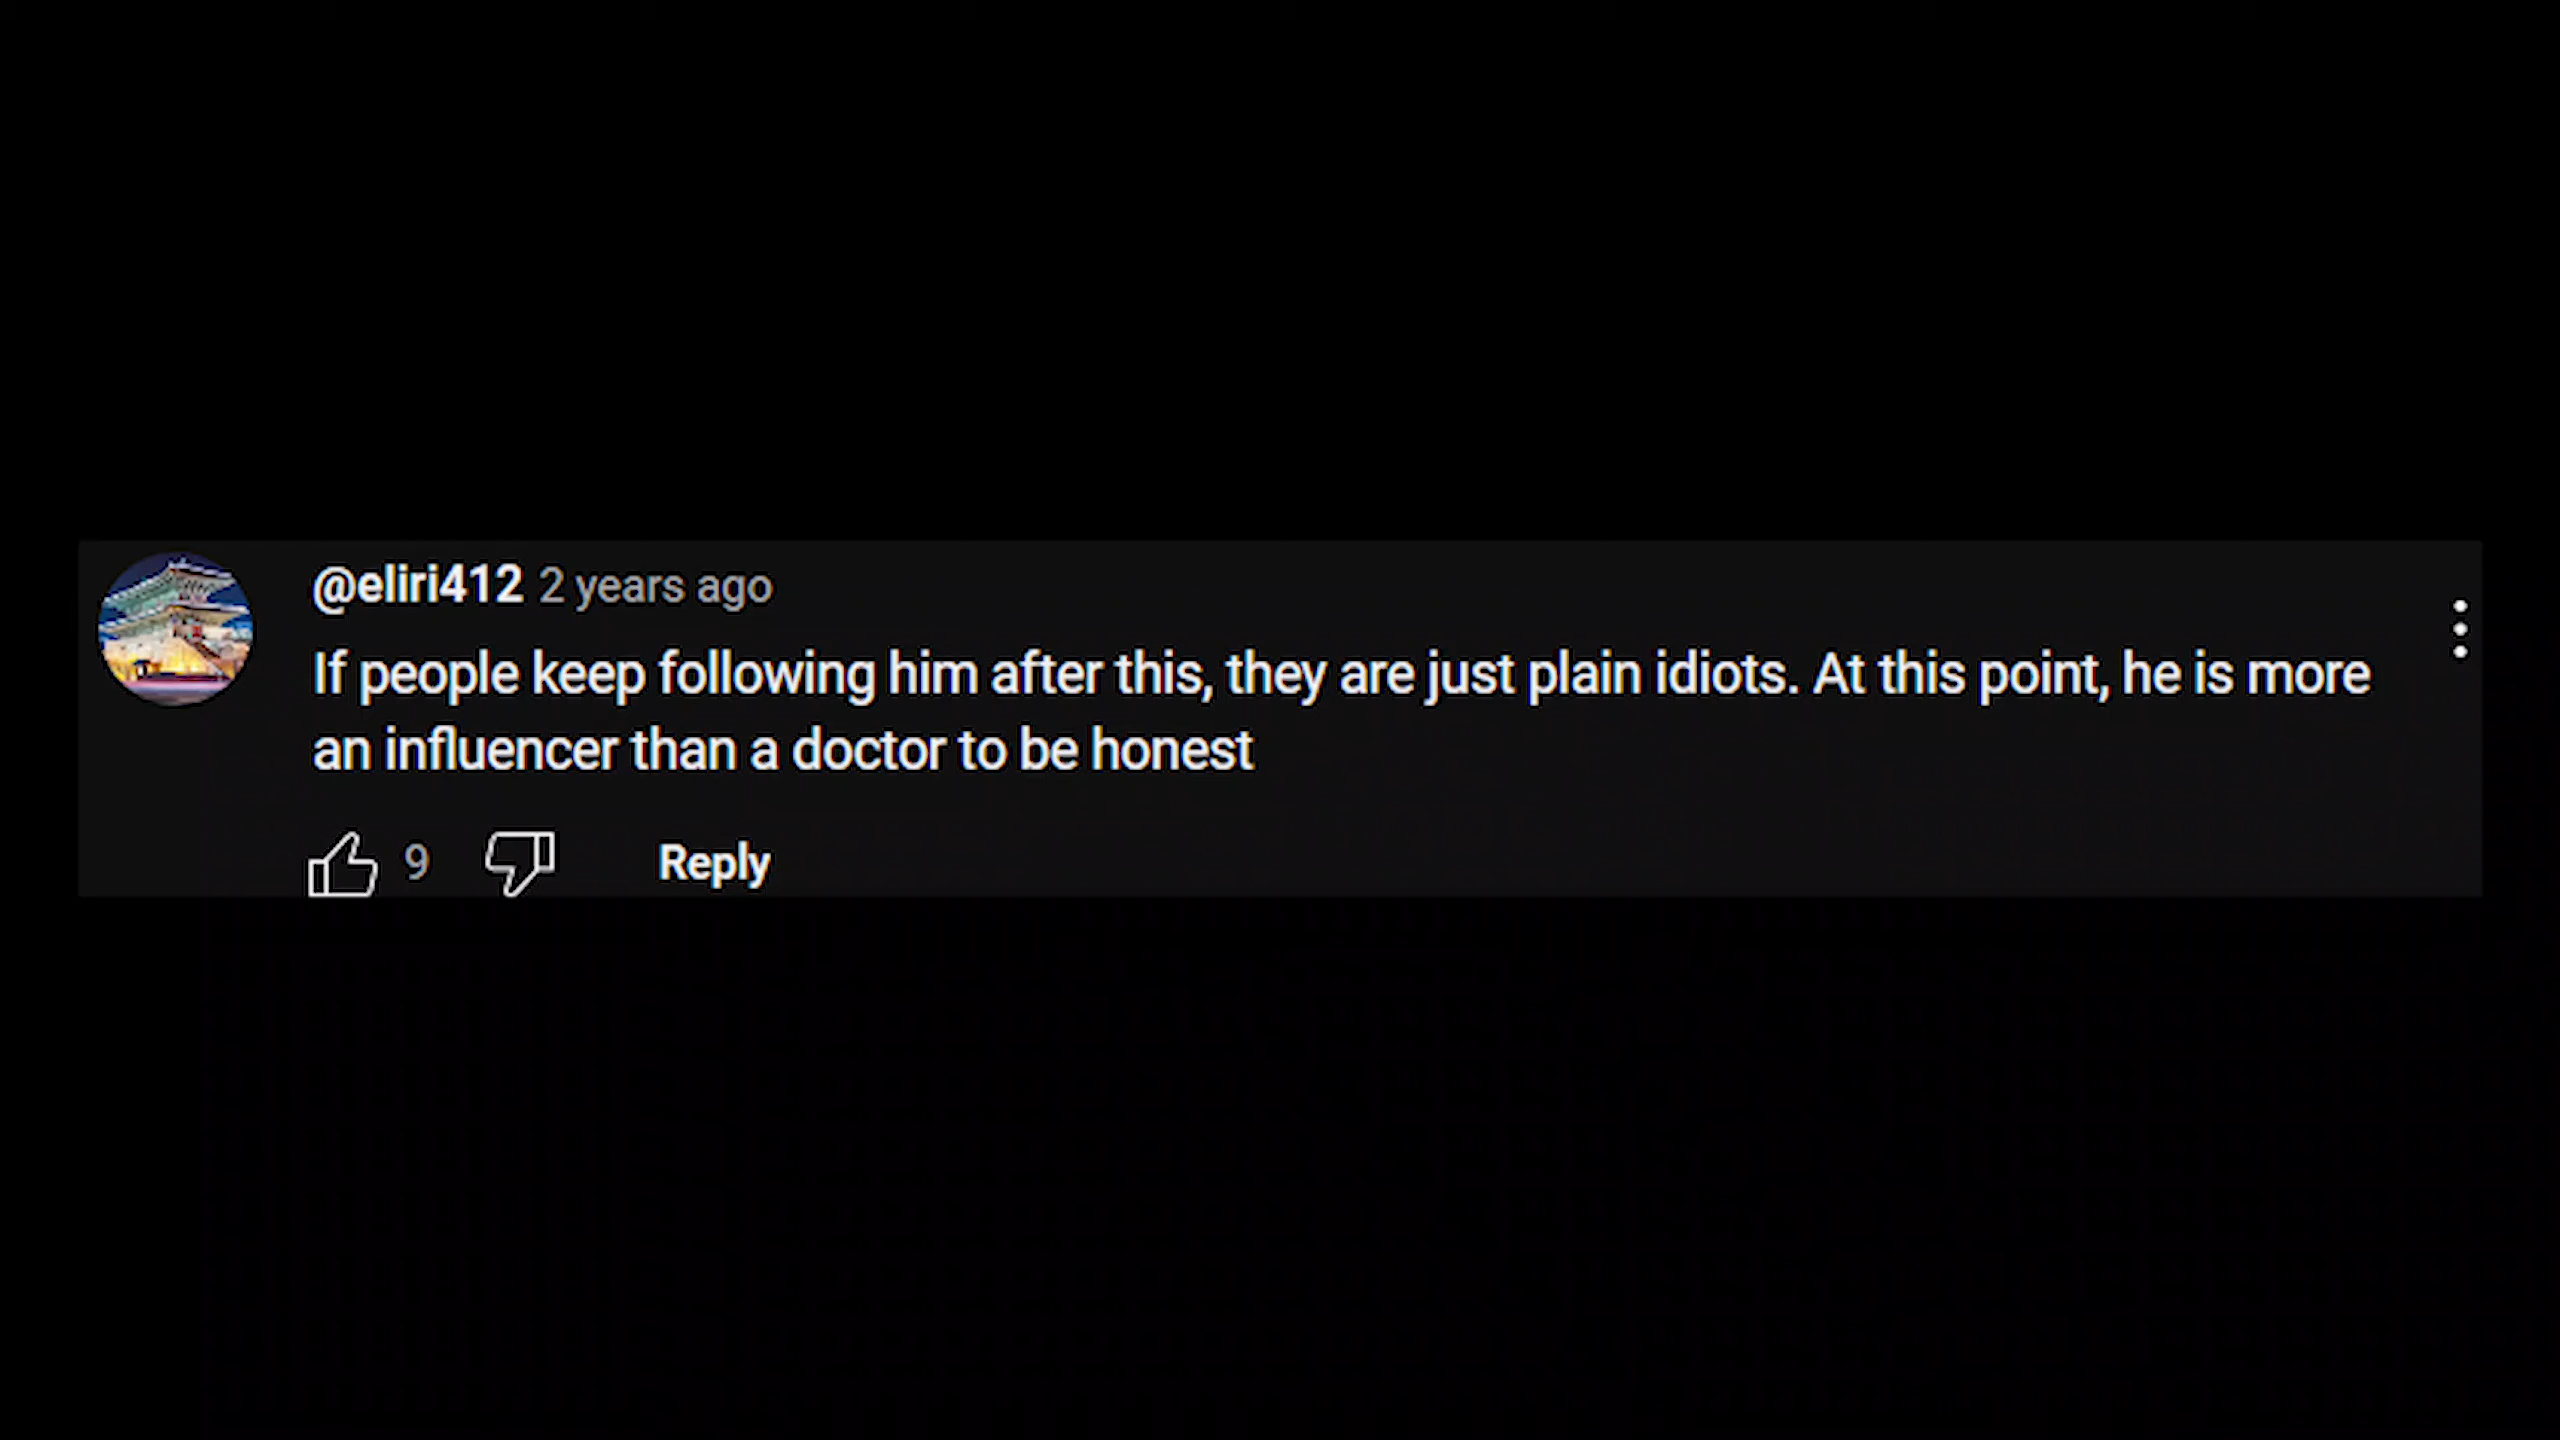 @eliri412 2 years ago
If people keep following him after this, they are just plain idiots. At this point, he is more
an influencer than a doctor to be honest
9 Reply